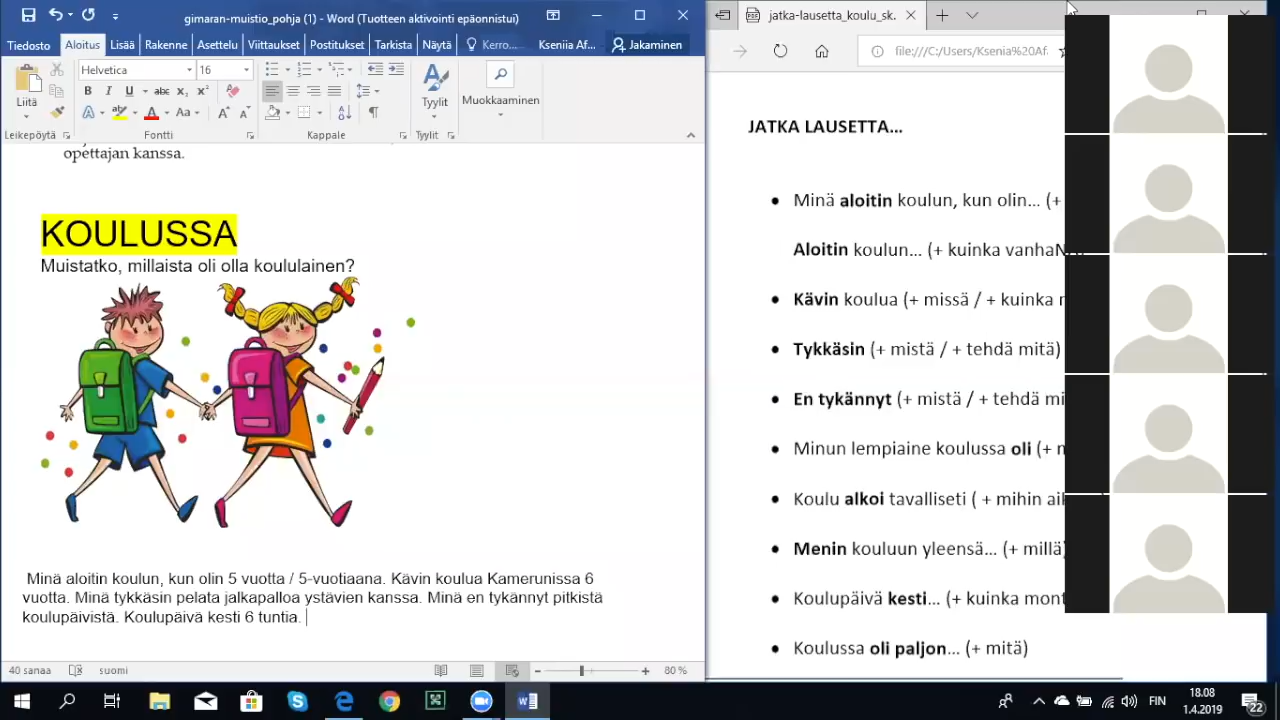 gimaran-muistio_pohja (1) - Word (Tuotteen aktivointi epäonnistui)
Tiedosto Aloitus Lisää Rakenne Asettelu Viittaukset Postitukset Tarkista Näytä Kerro... Kseniia Af... Jakaminen
Helvetica 16
Liitä
Tyylit
Muokkaaminen
Leikepöytä Fontti Kappale Tyylit
opettajan kanssa.
KOULUSSA
Muistatko, millaista oli olla koululainen?
Minä aloitin koulun, kun olin 5 vuotta / 5-vuotiaana. Kävin koulua Kamerunissa 6
vuotta. Minä tykkäsin pelata jalkapalloa ystävien kanssa. Minä en tykännyt pitkistä
koulupäivistä. Koulupäivä kesti 6 tuntia.
40 sanaa suomi 80 %
jatka-lausetta_koulu_sk.
file:///C:/Users/Ksenia%20Af
JATKA LAUSETTA...
• Minä aloitin koulun, kun olin... (+
Aloitin koulun... (+ kuinka vanhaN
• Kävin koulua (+ missä / + kuinka
• Tykkäsin (+ mistä / + tehdä mitä)
• En tykännyt (+ mistä / + tehdä
• Minun lempiaine koulussa oli (+
• Koulu alkoi tavalliseti ( + mihin
• Menin kouluun yleensä... (+ millä)
• Koulupäivä kesti... (+ kuinka
• Koulussa oli paljon... (+ mitä)
FIN
18.08
1.4.2019
22